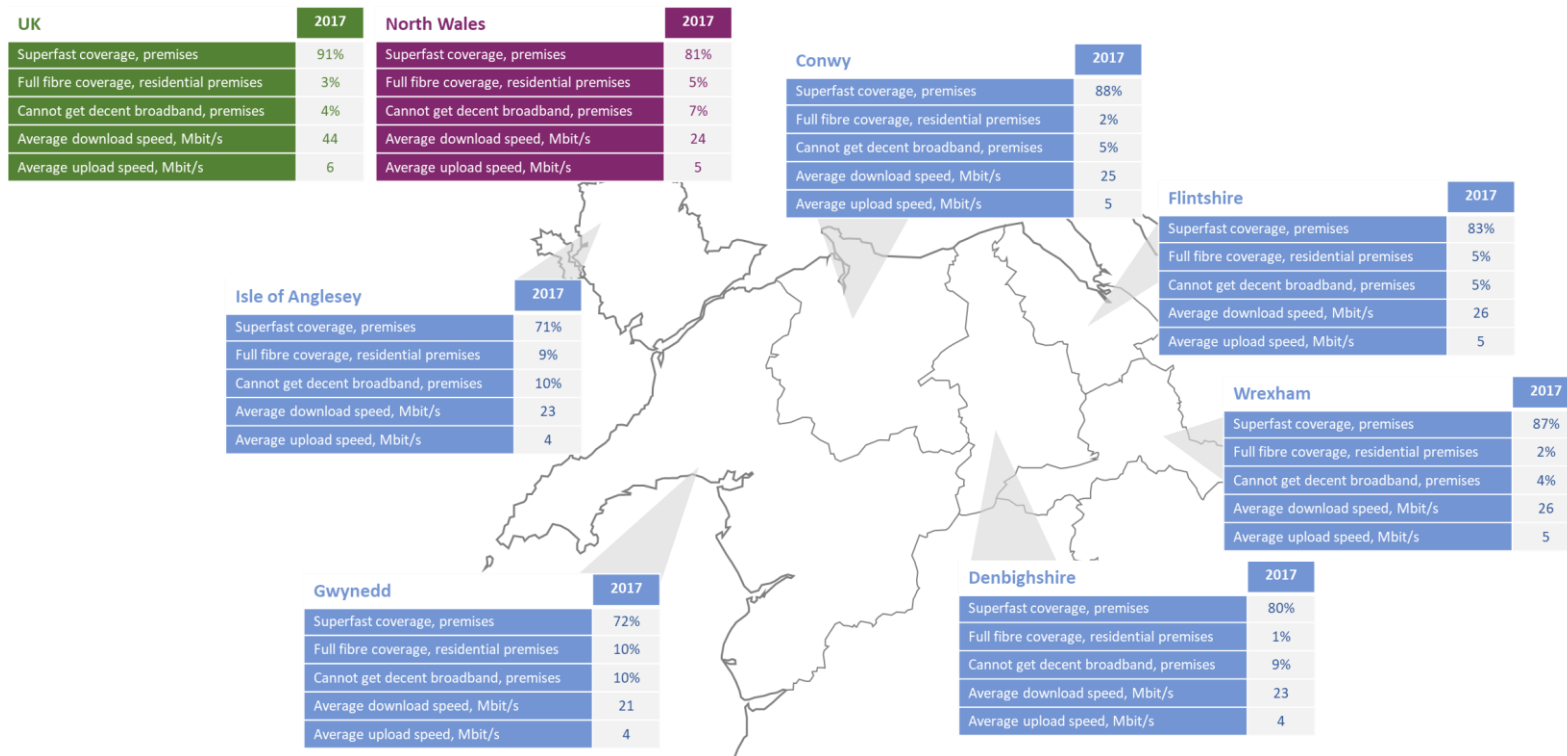 UK 2017
Superfast coverage, premises 91%
Full fibre coverage, residential premises 3%
Cannot get decent broadband, premises 4%
Average download speed, Mbit/s 44
Average upload speed, Mbit/s 6
North Wales 2017
Superfast coverage, premises 81%
Full fibre coverage, residential premises 5%
Cannot get decent broadband, premises 7%
Average download speed, Mbit/s 24
Average upload speed, Mbit/s 5
Conwy 2017
Superfast coverage, premises 88%
Full fibre coverage, residential premises 2%
Cannot get decent broadband, premises 5%
Average download speed, Mbit/s 25
Average upload speed, Mbit/s 5
Flintshire 2017
Superfast coverage, premises 83%
Full fibre coverage, residential premises 5%
Cannot get decent broadband, premises 5%
Average download speed, Mbit/s 26
Average upload speed, Mbit/s 5
Isle of Anglesey 2017
Superfast coverage, premises 71%
Full fibre coverage, residential premises 9%
Cannot get decent broadband, premises 10%
Average download speed, Mbit/s 23
Average upload speed, Mbit/s 4
Wrexham 2017
Superfast coverage, premises 87%
Full fibre coverage, residential premises 2%
Cannot get decent broadband, premises 4%
Average download speed, Mbit/s 26
Average upload speed, Mbit/s 5
Gwynedd 2017
Superfast coverage, premises 72%
Full fibre coverage, residential premises 10%
Cannot get decent broadband, premises 10%
Average download speed, Mbit/s 21
Average upload speed, Mbit/s 4
Denbighshire 2017
Superfast coverage, premises 80%
Full fibre coverage, residential premises 1%
Cannot get decent broadband, premises 9%
Average download speed, Mbit/s 23
Average upload speed, Mbit/s 4